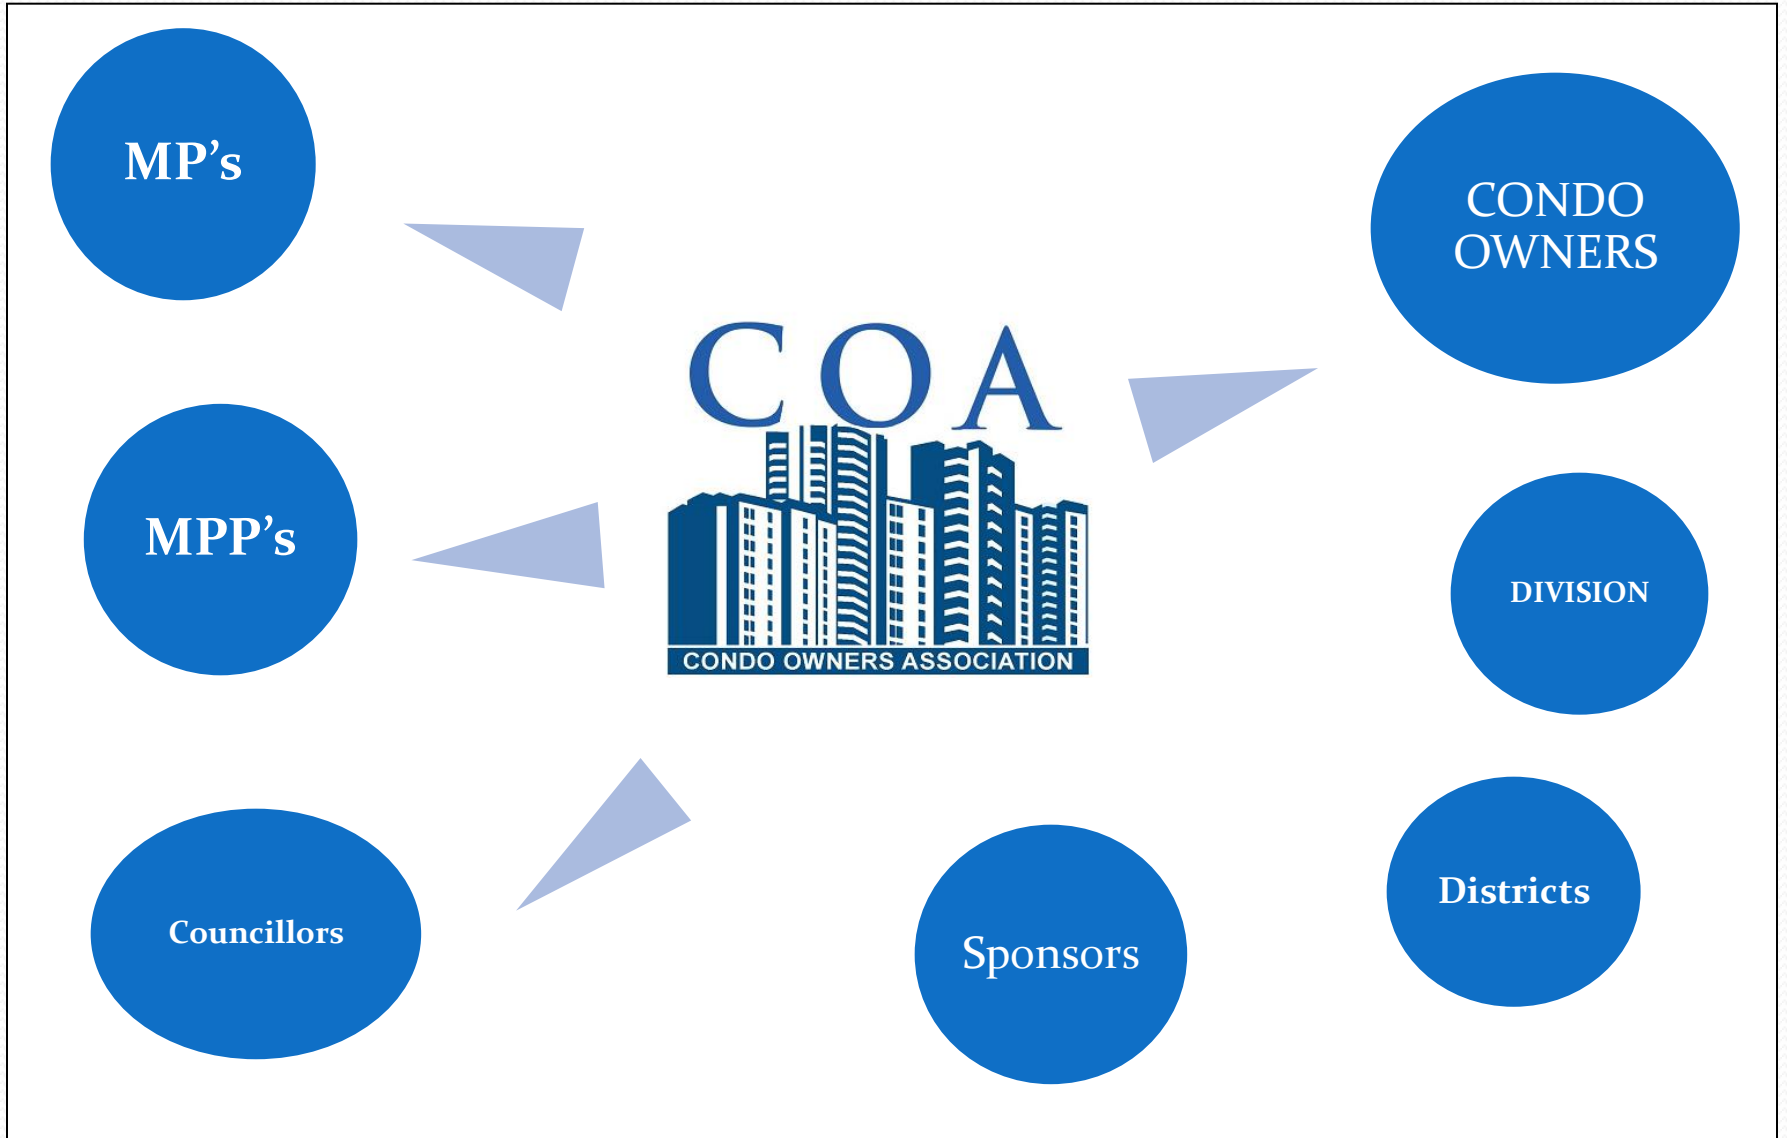 MP’s
CONDO
OWNERS
COA
MPP’s
DIVISION
CONDO OWNERS ASSOCIATION
Districts
Councillors
Sponsors